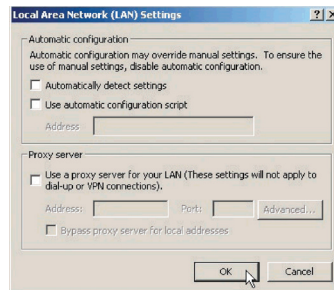 Local Area Network (LAN) Settings
Automatic configuration
Automatic configuration may override manual settings. To ensure the
use of manual settings, disable automatic configuration.
Automatically detect settings
Use automatic configuration script
Address
Proxy server
Use a proxy server for your LAN (These settings will not apply to
dial-up or VPN connections).
Address: Port: Advanced...
Bypass proxy server for local addresses
OK Cancel